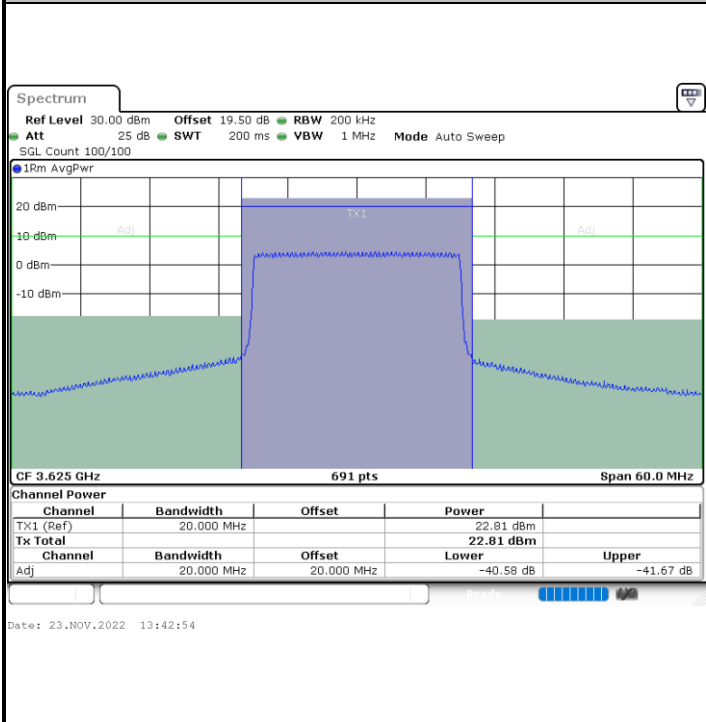 Spectrum
Ref Level 30.00 dBm Offset 19.50 dB RBW 200 kHz
Att 25 dB SWT 200 ms VBW 1 MHz Mode Auto Sweep
SGL Count 100/100
1Rm AvgPwr
20 dBm
TX1
10 dBm Adj Adj
0 dBm
-10 dBm
CF 3.625 GHz 691 pts Span 60.0 MHz
Channel Power
Channel Bandwidth Offset Power
TX1 (Ref) 20.000 MHz 22.81 dBm
Tx Total 22.81 dBm
Channel Bandwidth Offset Lower Upper
Adj 20.000 MHz 20.000 MHz -40.58 dB -41.67 dB
Ready
Date: 23.NOV.2022 13:42:54